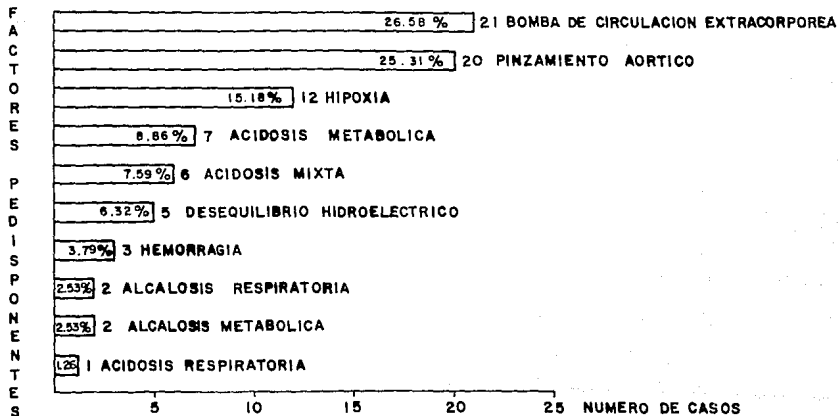 FACTORES PEDISPONENTES
26.58 % 21 BOMBA DE CIRCULACION EXTRACORPOREA
25.31 % 20 PINZAMIENTO AORTICO
15.18 % 12 HIPOXIA
8.86 % 7 ACIDOSIS METABOLICA
7.59 % 6 ACIDOSIS MIXTA
6.32 % 5 DESEQUILIBRIO HIDROELECTRICO
3.79 % 3 HEMORRAGIA
2.53% 2 ALCALOSIS RESPIRATORIA
2.53% 2 ALCALOSIS METABOLICA
1.26 1 ACIDOSIS RESPIRATORIA
5 10 15 20 25 NUMERO DE CASOS